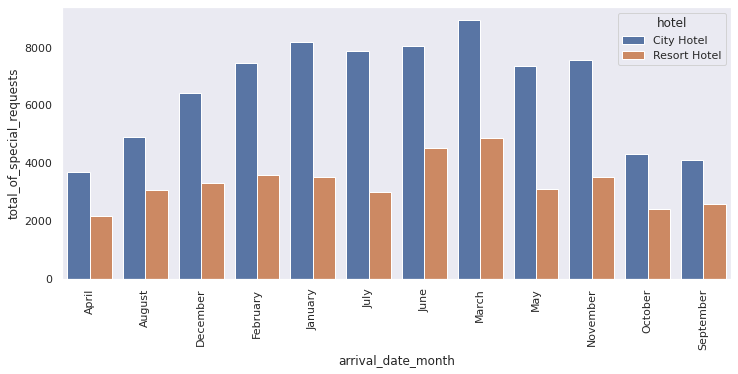 hotel
City Hotel
Resort Hotel
total_of_special_requests
8000
6000
4000
2000
0
April
August
December
February
January
July
June
March
May
November
October
September
arrival_date_month